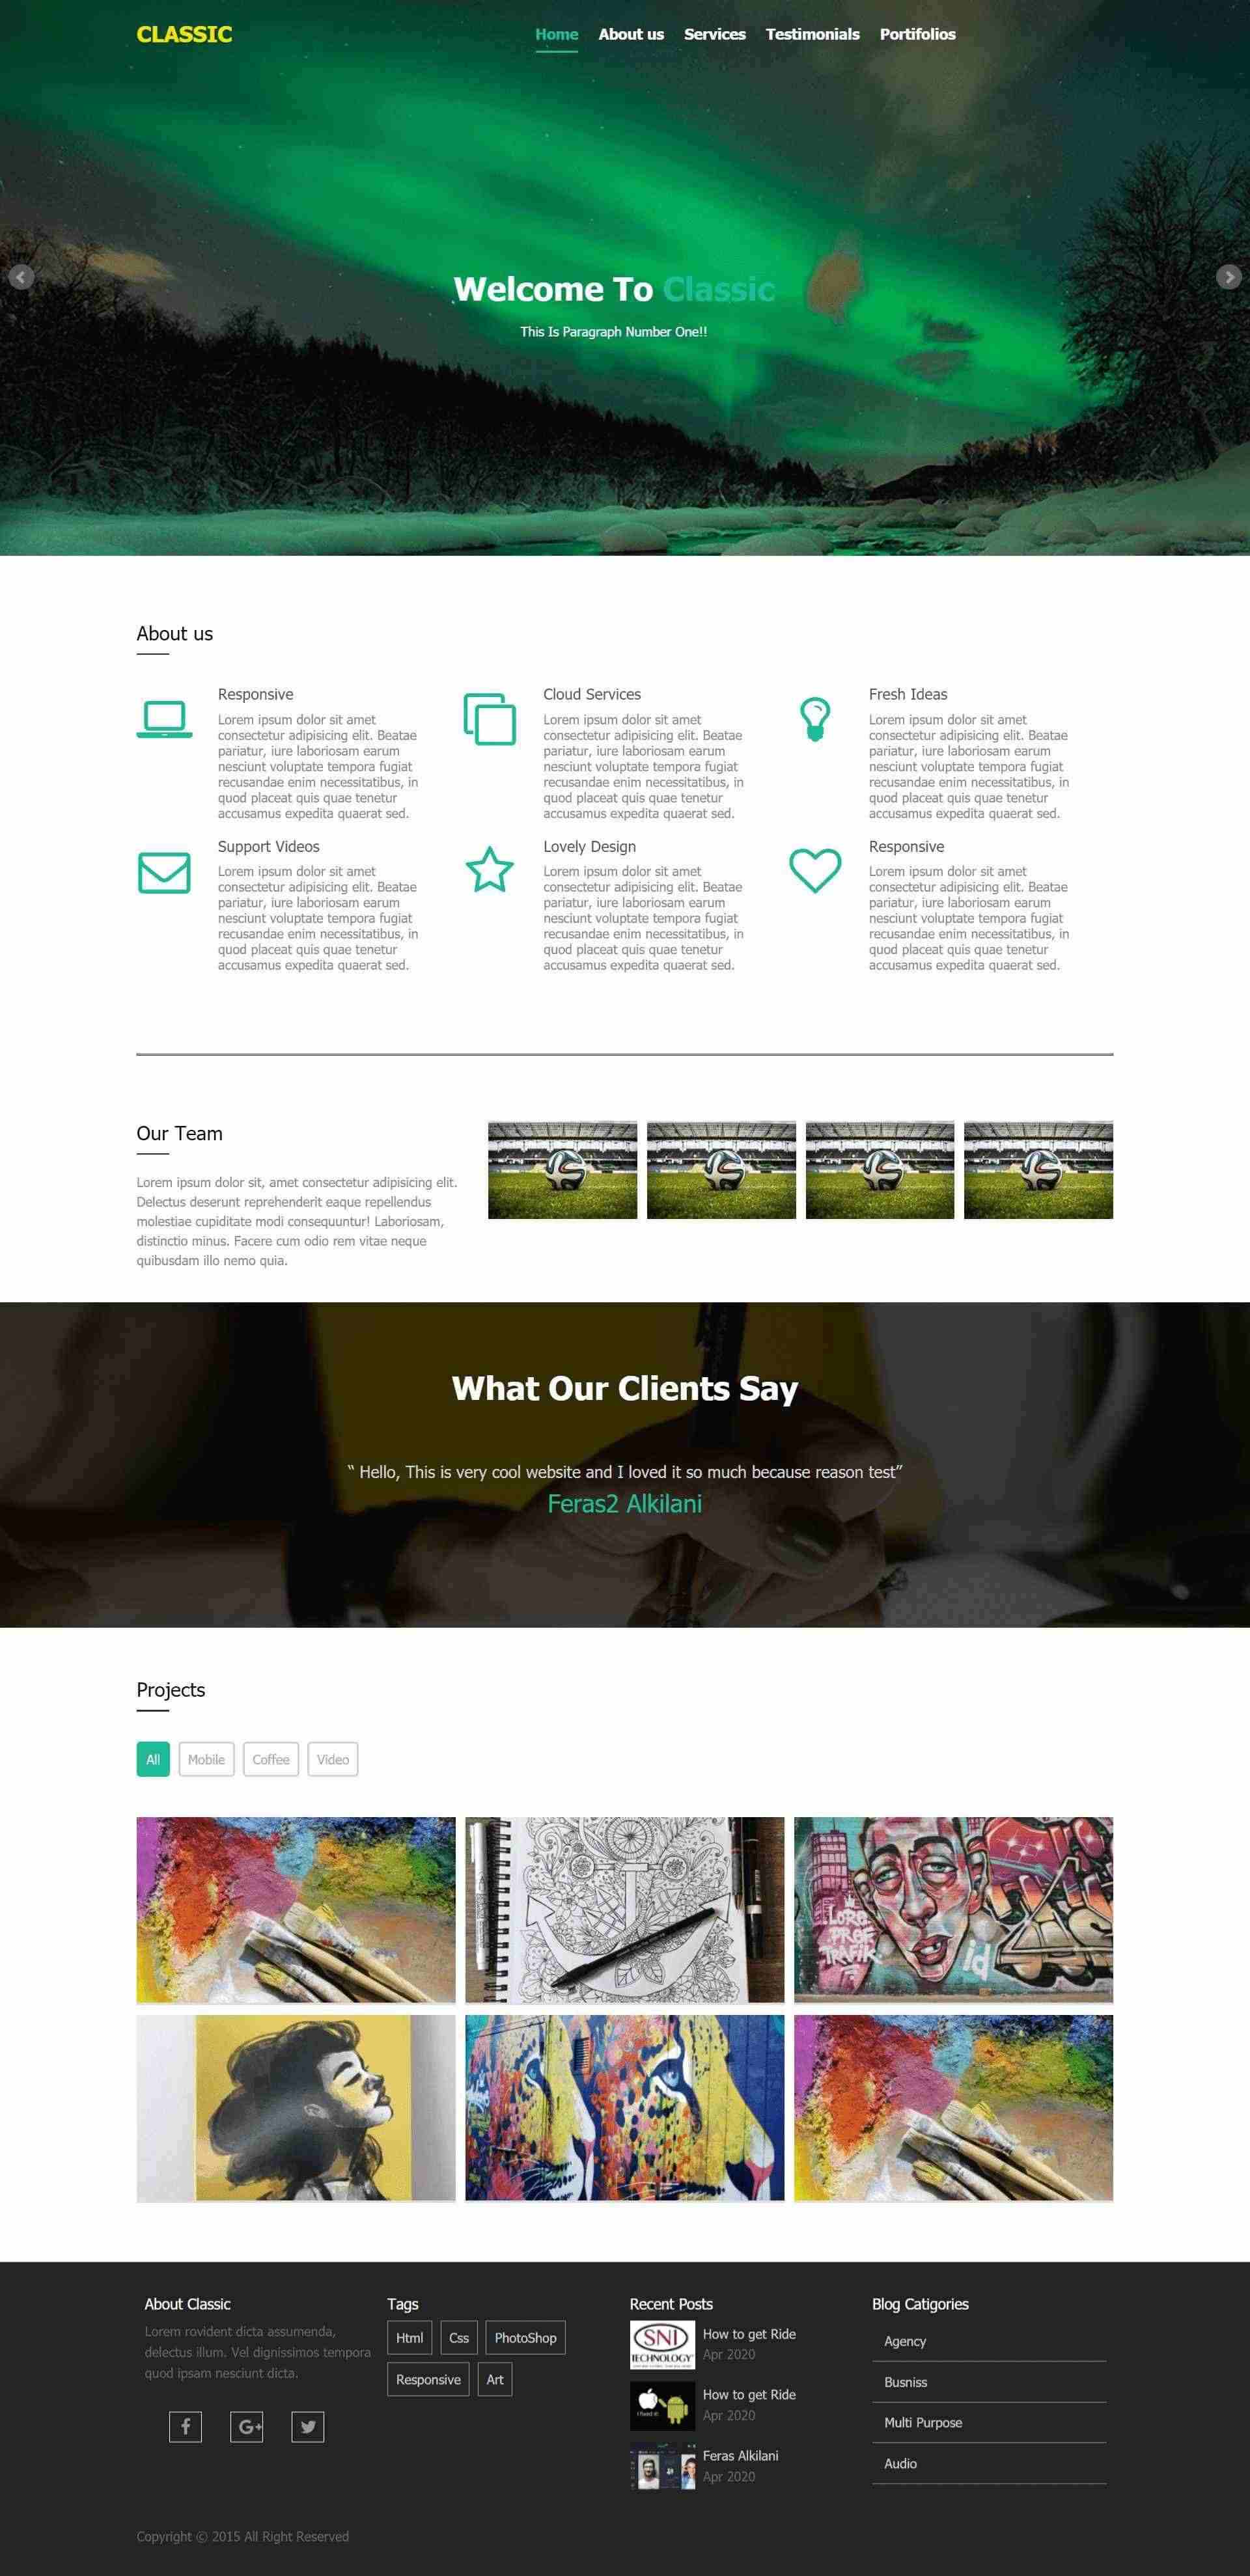 CLASSIC
Home About us Services Testimonials Portifolios
Welcome To Classic
This Is Paragraph Number One!!
About us
Responsive
Lorem ipsum dolor sit amet
consectetur adipisicing elit. Beatae
pariatur, iure laboriosam earum
nesciunt voluptate tempora fugiat
recusandae enim necessitatibus, in
quod placeat quis quae tenetur
accusamus expedita quaerat sed.
Cloud Services
Lorem ipsum dolor sit amet
consectetur adipisicing elit. Beatae
pariatur, iure laboriosam earum
nesciunt voluptate tempora fugiat
recusandae enim necessitatibus, in
quod placeat quis quae tenetur
accusamus expedita quaerat sed.
Fresh Ideas
Lorem ipsum dolor sit amet
consectetur adipisicing elit. Beatae
pariatur, iure laboriosam earum
nesciunt voluptate tempora fugiat
recusandae enim necessitatibus, in
quod placeat quis quae tenetur
accusamus expedita quaerat sed.
Support Videos
Lorem ipsum dolor sit amet
consectetur adipisicing elit. Beatae
pariatur, iure laboriosam earum
nesciunt voluptate tempora fugiat
recusandae enim necessitatibus, in
quod placeat quis quae tenetur
accusamus expedita quaerat sed.
Lovely Design
Lorem ipsum dolor sit amet
consectetur adipisicing elit. Beatae
pariatur, iure laboriosam earum
nesciunt voluptate tempora fugiat
recusandae enim necessitatibus, in
quod placeat quis quae tenetur
accusamus expedita quaerat sed.
Responsive
Lorem ipsum dolor sit amet
consectetur adipisicing elit. Beatae
pariatur, iure laboriosam earum
nesciunt voluptate tempora fugiat
recusandae enim necessitatibus, in
quod placeat quis quae tenetur
accusamus expedita quaerat sed.
Our Team
Lorem ipsum dolor sit, amet consectetur adipisicing elit.
Delectus deserunt reprehenderit eaque repellendus
molestiae cupiditate modi consequuntur! Laboriosam,
distinctio minus. Facere cum odio rem vitae neque
quibusdam illo nemo quia.
What Our Clients Say
“ Hello, This is very cool website and I loved it so much because reason test”
Feras2 Alkilani
Projects
All Mobile Coffee Video
LORD
PREF
TRAFIK
id
About Classic
Lorem rovident dicta assumenda,
delectus illum. Vel dignissimos tempora
quod ipsam nesciunt dicta.
Tags
Html Css PhotoShop
Responsive Art
Recent Posts
SNI
TECHNOLOGY
How to get Ride
Apr 2020
How to get Ride
Apr 2020
Feras Alkilani
Apr 2020
Blog Catigories
Agency
Busniss
Multi Purpose
Audio
Copyright © 2015 All Right Reserved